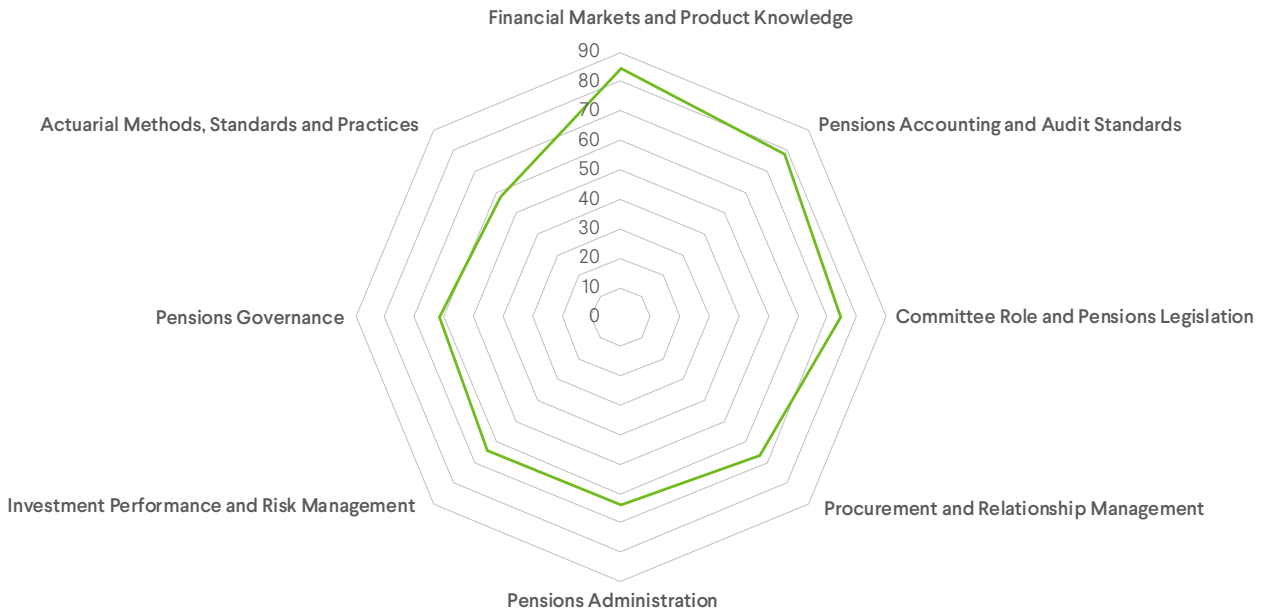 Financial Markets and Product Knowledge
90
80
70
60
50
40
30
20
10
0
Actuarial Methods, Standards and Practices
Pensions Accounting and Audit Standards
Pensions Governance
Committee Role and Pensions Legislation
Investment Performance and Risk Management
Procurement and Relationship Management
Pensions Administration